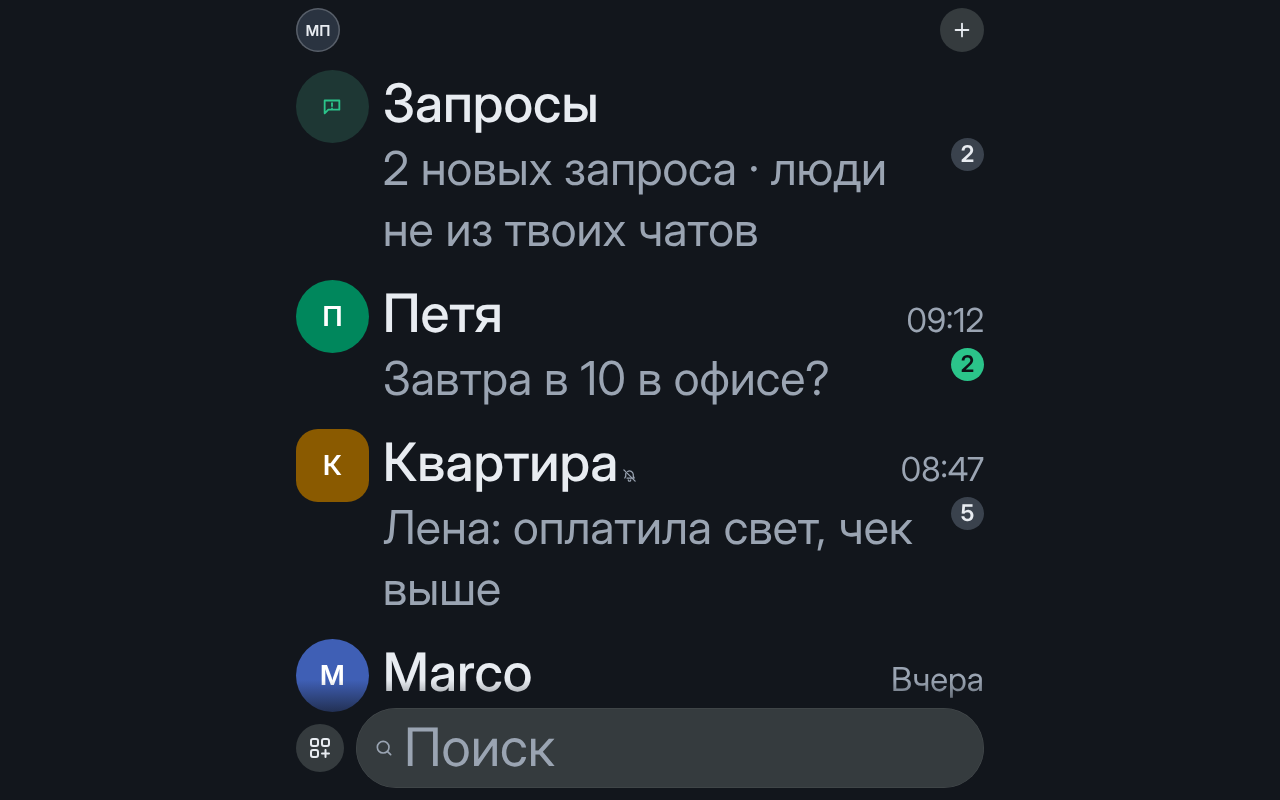 МП
Запросы
2 новых запроса · люди
не из твоих чатов
2
П
Петя
09:12
Завтра в 10 в офисе?
2
К
Квартира
08:47
Лена: оплатила свет, чек
выше
5
M
Marco
Вчера
Поиск